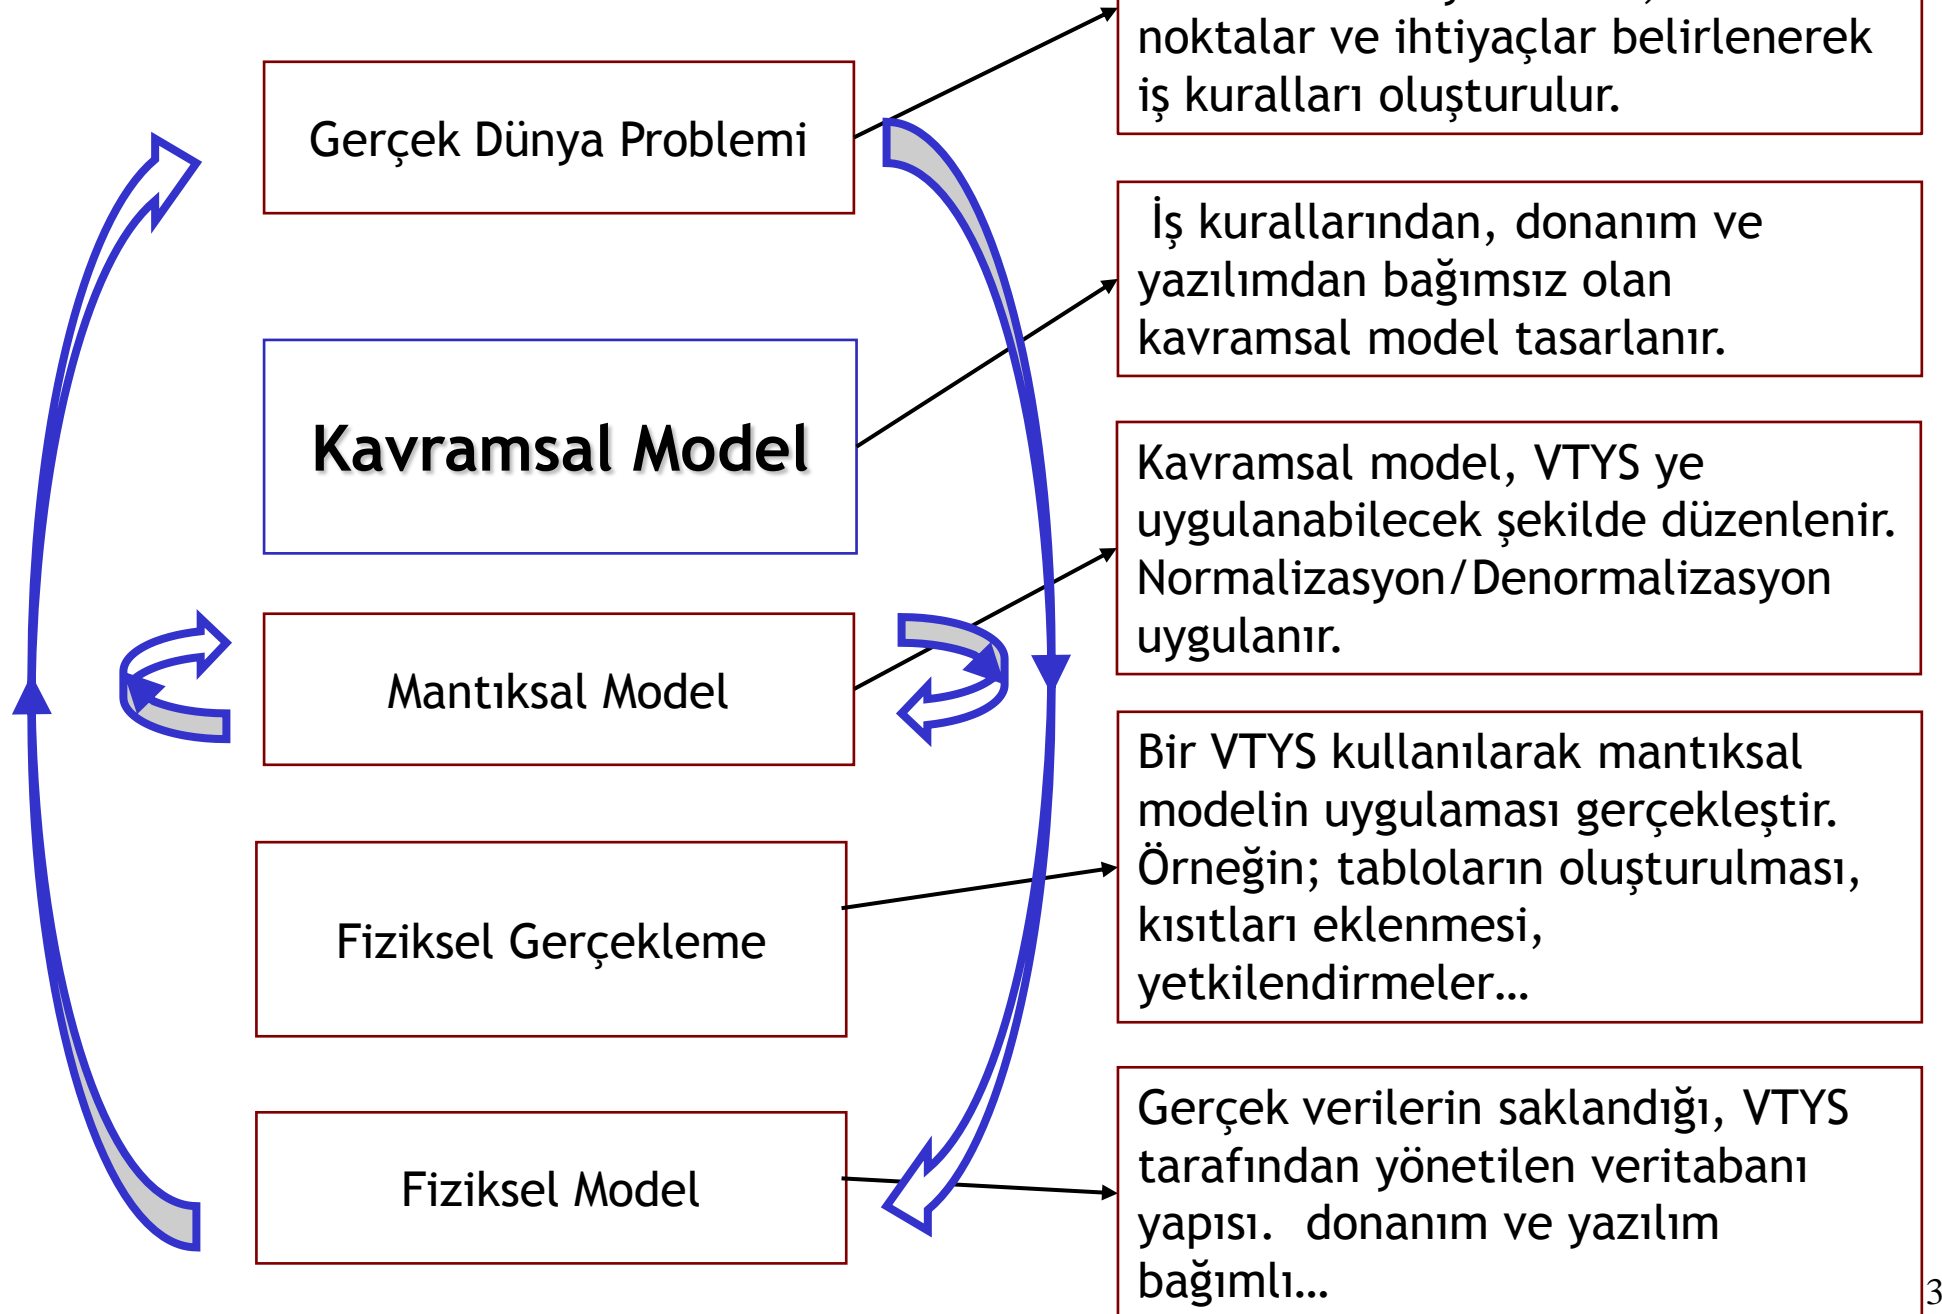 noktalar ve ihtiyaçlar belirlenerek
iş kuralları oluşturulur.
Gerçek Dünya Problemi
İş kurallarından, donanım ve
yazılımdan bağımsız olan
kavramsal model tasarlanır.
Kavramsal Model
Kavramsal model, VTYS ye
uygulanabilecek şekilde düzenlenir.
Normalizasyon/Denormalizasyon
uygulanır.
Mantıksal Model
Bir VTYS kullanılarak mantıksal
modelin uygulaması gerçekleştir.
Örneğin; tabloların oluşturulması,
kısıtları eklenmesi,
yetkilendirmeler…
Fiziksel Gerçekleme
Gerçek verilerin saklandığı, VTYS
tarafından yönetilen veritabanı
yapısı.  donanım ve yazılım
bağımlı…
Fiziksel Model
3